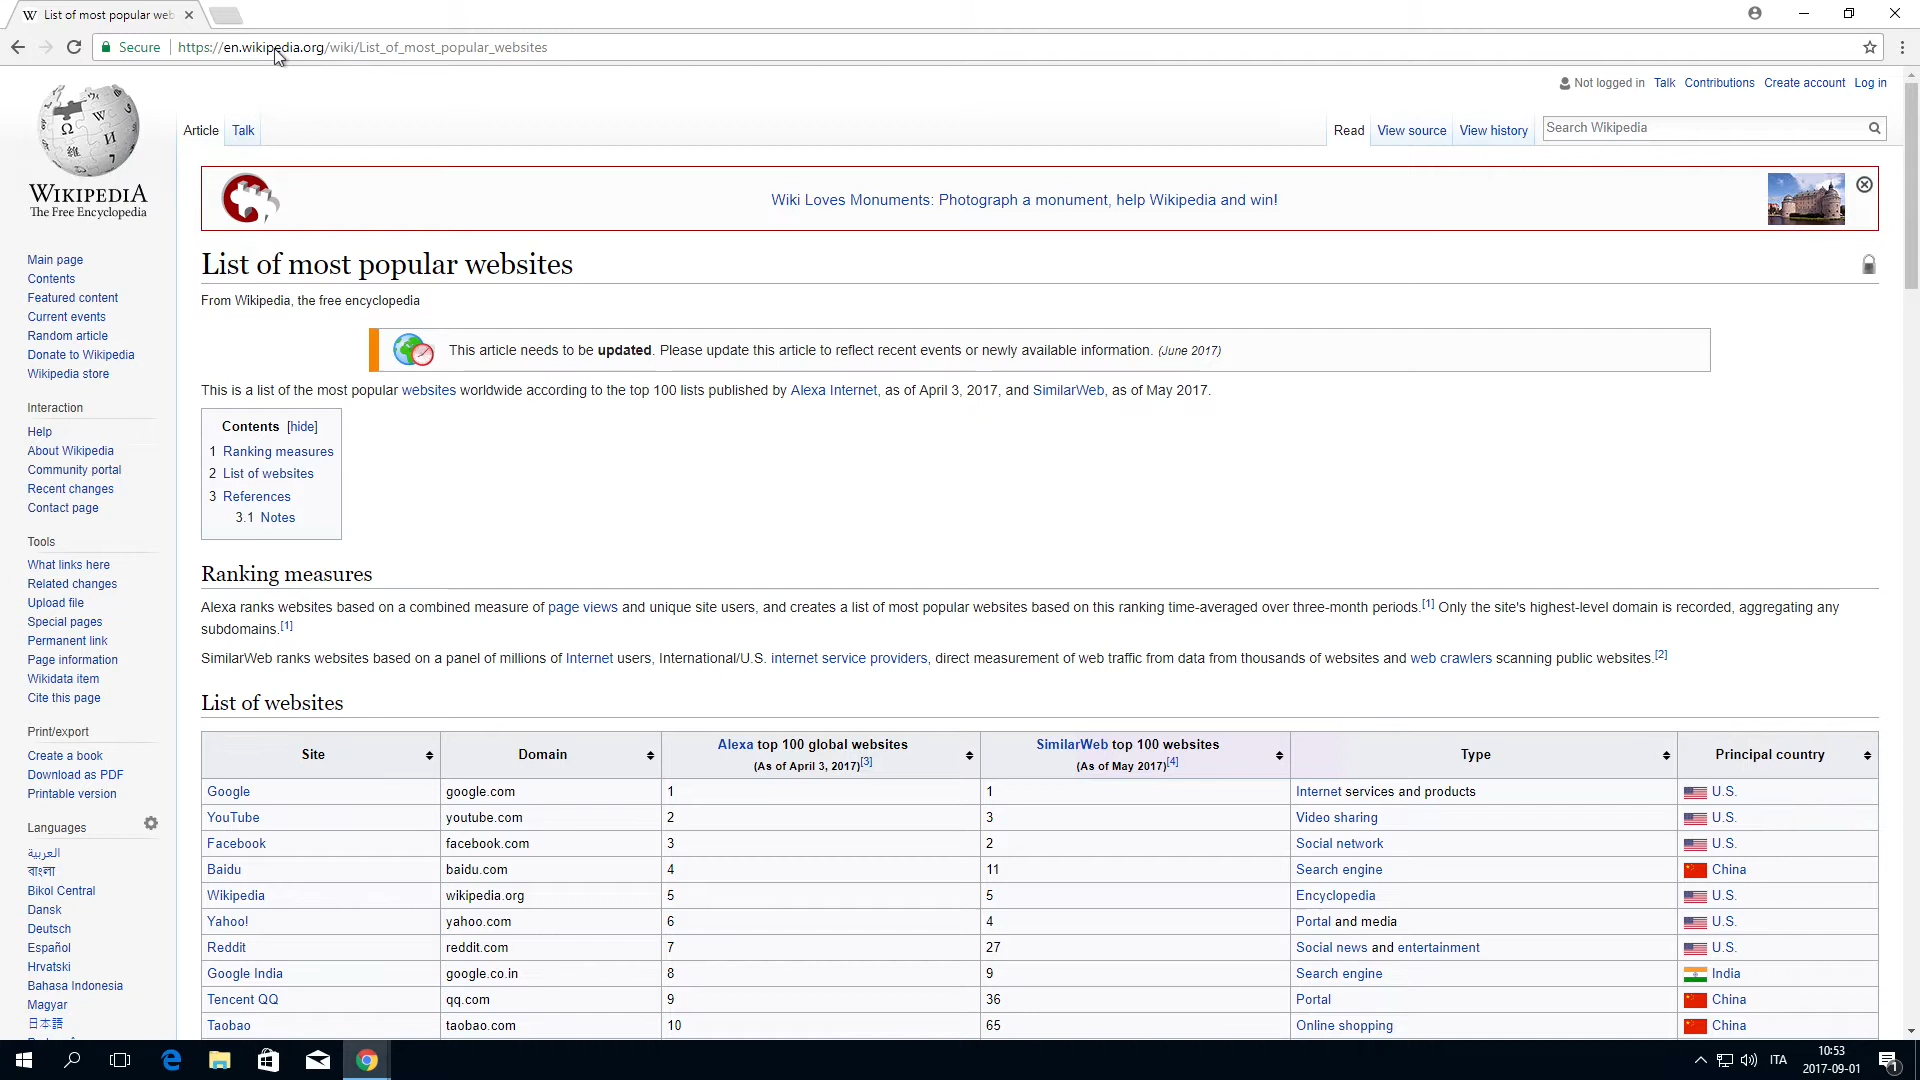 List of most popular web
Secure https://en.wikipedia.org/wiki/List_of_most_popular_websites
Not logged in Talk Contributions Create account Log in
Article Talk Read View source View history Search Wikipedia
WIKIPEDIA
The Free Encyclopedia
Wiki Loves Monuments: Photograph a monument, help Wikipedia and win!
Main page
Contents
Featured content
Current events
Random article
Donate to Wikipedia
Wikipedia store
Interaction
Help
About Wikipedia
Community portal
Recent changes
Contact page
Tools
What links here
Related changes
Upload file
Special pages
Permanent link
Page information
Wikidata item
Cite this page
Print/export
Create a book
Download as PDF
Printable version
Languages
العربية
বাংলা
Bikol Central
Dansk
Deutsch
Español
Hrvatski
Bahasa Indonesia
Magyar
日本語
List of most popular websites
From Wikipedia, the free encyclopedia
This article needs to be updated. Please update this article to reflect recent events or newly available information. (June 2017)
This is a list of the most popular websites worldwide according to the top 100 lists published by Alexa Internet, as of April 3, 2017, and SimilarWeb, as of May 2017.
Contents [hide]
1 Ranking measures
2 List of websites
3 References
3.1 Notes
Ranking measures
Alexa ranks websites based on a combined measure of page views and unique site users, and creates a list of most popular websites based on this ranking time-averaged over three-month periods.[1] Only the site's highest-level domain is recorded, aggregating any
subdomains.[1]
SimilarWeb ranks websites based on a panel of millions of Internet users, International/U.S. internet service providers, direct measurement of web traffic from data from thousands of websites and web crawlers scanning public websites.[2]
List of websites
Site Domain Alexa top 100 global websites (As of April 3, 2017)[3] SimilarWeb top 100 websites (As of May 2017)[4] Type Principal country
Google google.com 1 1 Internet services and products U.S.
YouTube youtube.com 2 3 Video sharing U.S.
Facebook facebook.com 3 2 Social network U.S.
Baidu baidu.com 4 11 Search engine China
Wikipedia wikipedia.org 5 5 Encyclopedia U.S.
Yahoo! yahoo.com 6 4 Portal and media U.S.
Reddit reddit.com 7 27 Social news and entertainment U.S.
Google India google.co.in 8 9 Search engine India
Tencent QQ qq.com 9 36 Portal China
Taobao taobao.com 10 65 Online shopping China
ITA
10:53
2017-09-01
1